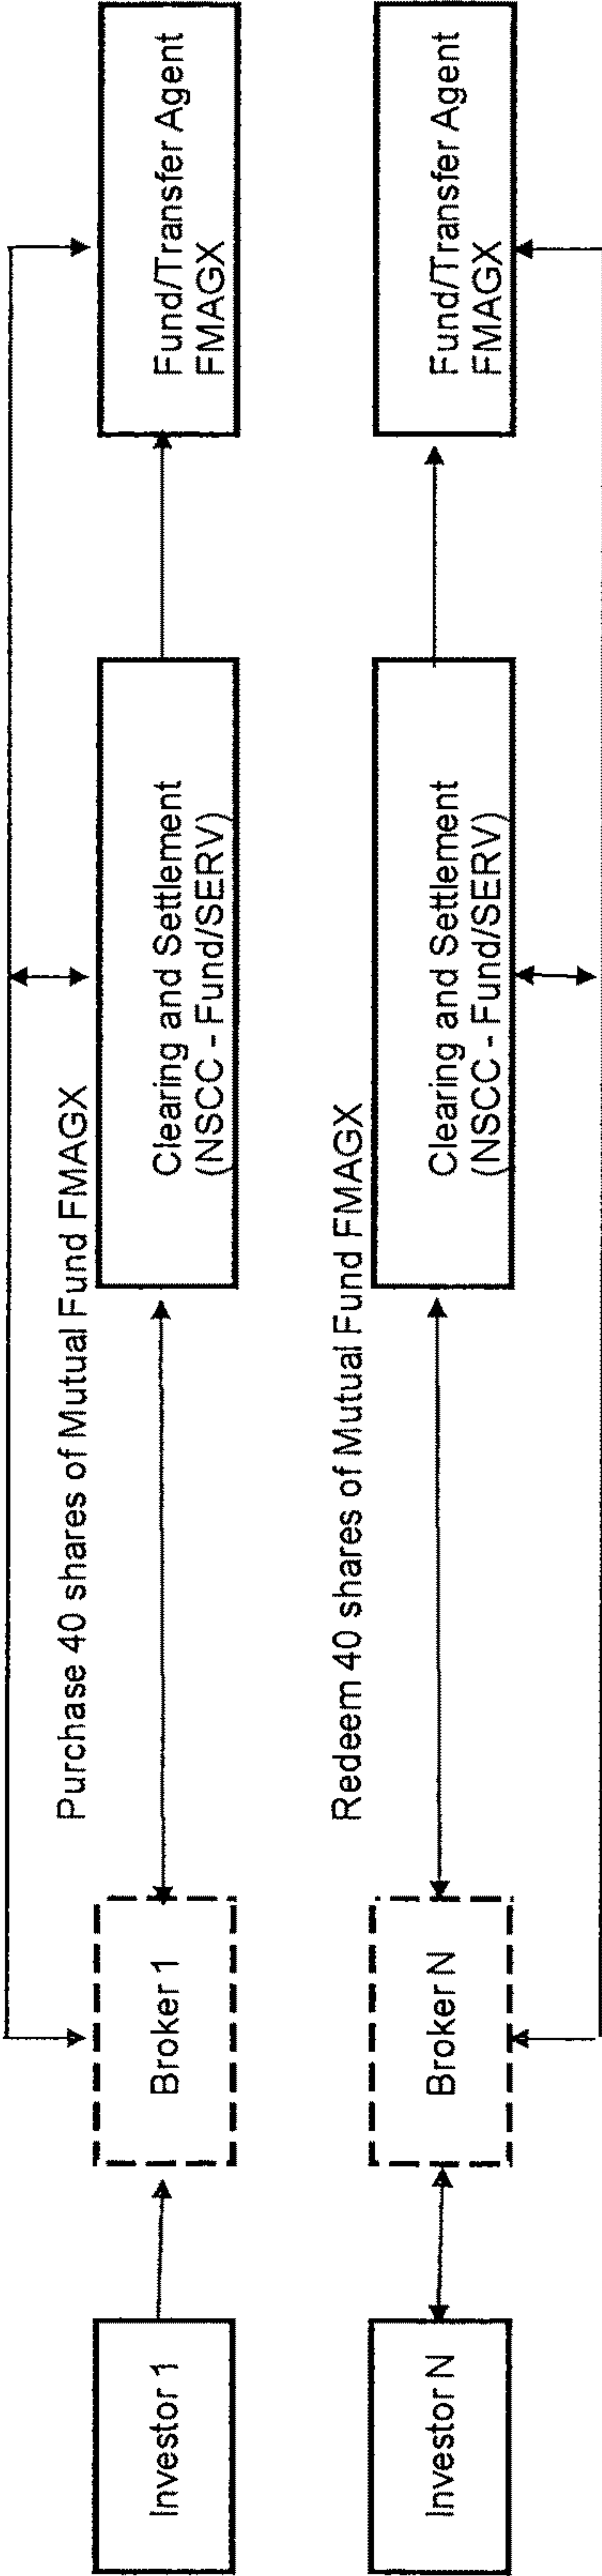 Purchase 40 shares of Mutual Fund FMAGX
Investor 1
Broker 1
Clearing and Settlement
(NSCC - Fund/SERV)
Fund/Transfer Agent
FMAGX
Redeem 40 shares of Mutual Fund FMAGX
Investor N
Broker N
Clearing and Settlement
(NSCC - Fund/SERV)
Fund/Transfer Agent
FMAGX